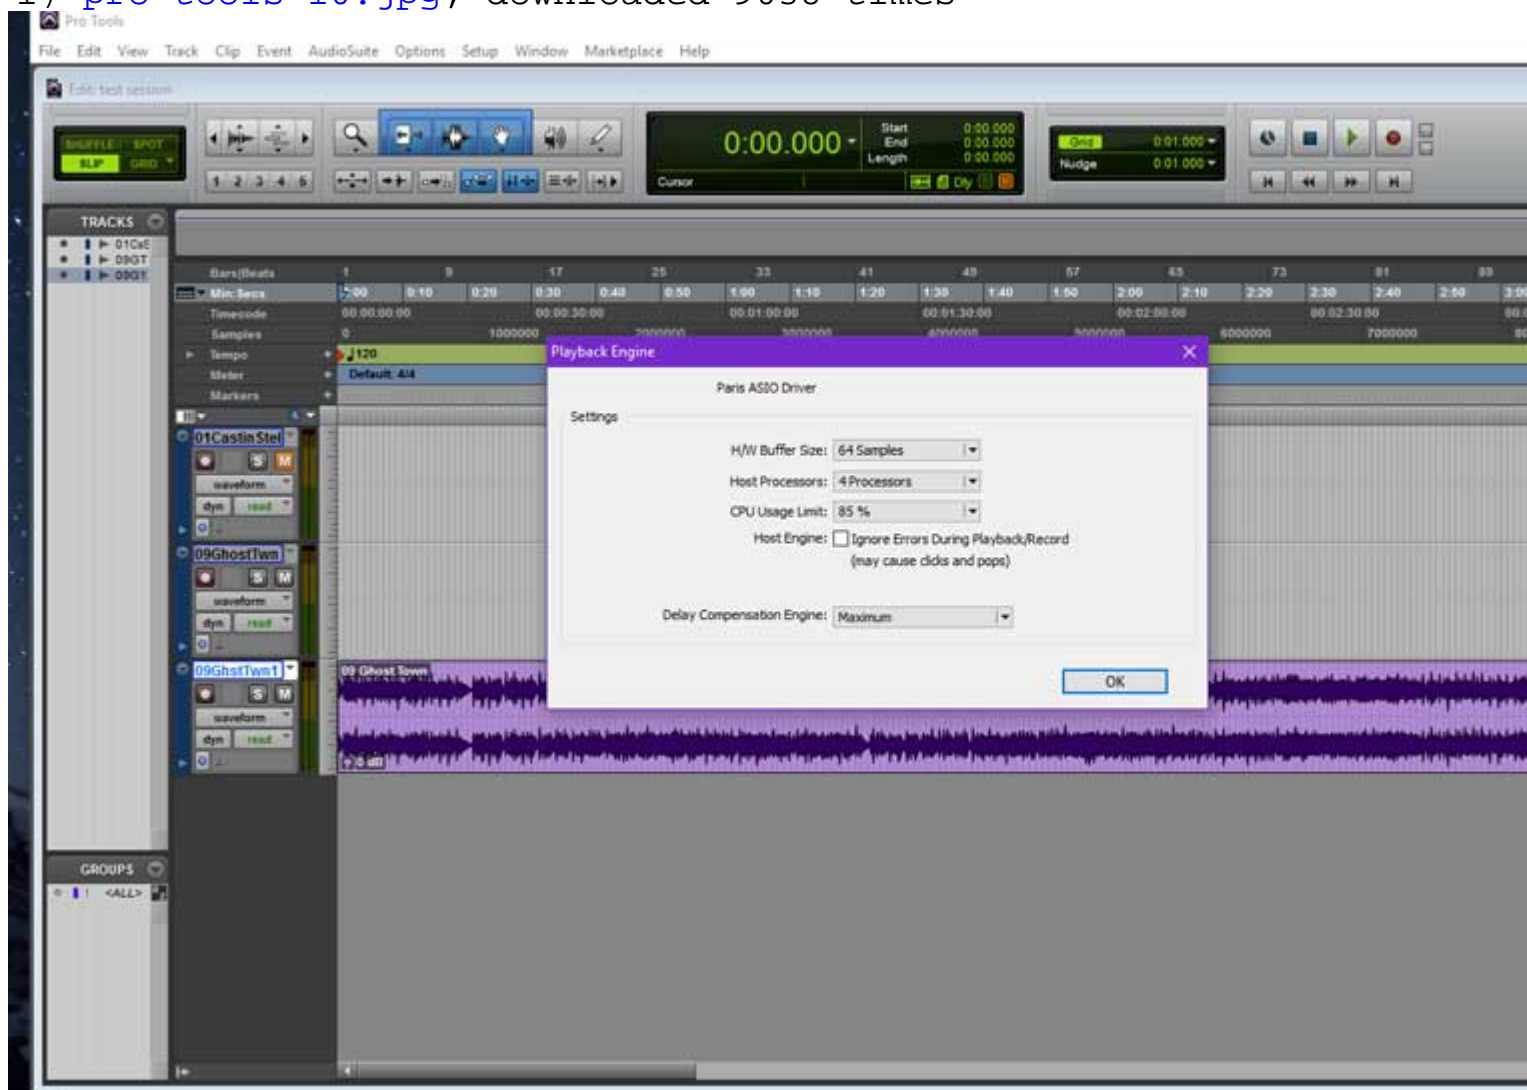 Pro Tools
File Edit View Track Clip Event AudioSuite Options Setup Window Marketplace Help
Edit: test session
SHUFFLE SPOT
SLIP GRID
1 2 3 4 5
0:00.000
Start 0:00.000
End 0:00.000
Length 0:00.000
Cursor
Dly
Grid 0:01.000
Nudge 0:01.000
TRACKS
09GT
Bars|Beats 1 9 17 25 33 41 49 57 65 73 81 89
Min:Secs 0:00 0:10 0:20 0:30 0:40 0:50 1:00 1:10 1:20 1:30 1:40 1:50 2:00 2:10 2:20 2:30 2:40 2:50
Timecode 00:00:00:00 00:00:30:00 00:01:00:00 00:01:30:00 00:02:00:00 00:02:30:00
Samples 0 1000000 2000000 3000000 4000000 5000000 6000000 7000000
Tempo 120
Meter Default: 4/4
Markers
Playback Engine
Paris ASIO Driver
Settings
H/W Buffer Size: 64 Samples
Host Processors: 4 Processors
CPU Usage Limit: 85 %
Host Engine: Ignore Errors During Playback/Record
(may cause clicks and pops)
Delay Compensation Engine: Maximum
OK
01CastinStel
S M
waveform
dyn read
09GhostTwn
S M
waveform
dyn read
09GhstTwn1
S M
waveform
dyn read
09 Ghost Town
0 dB
GROUPS
! <ALL>